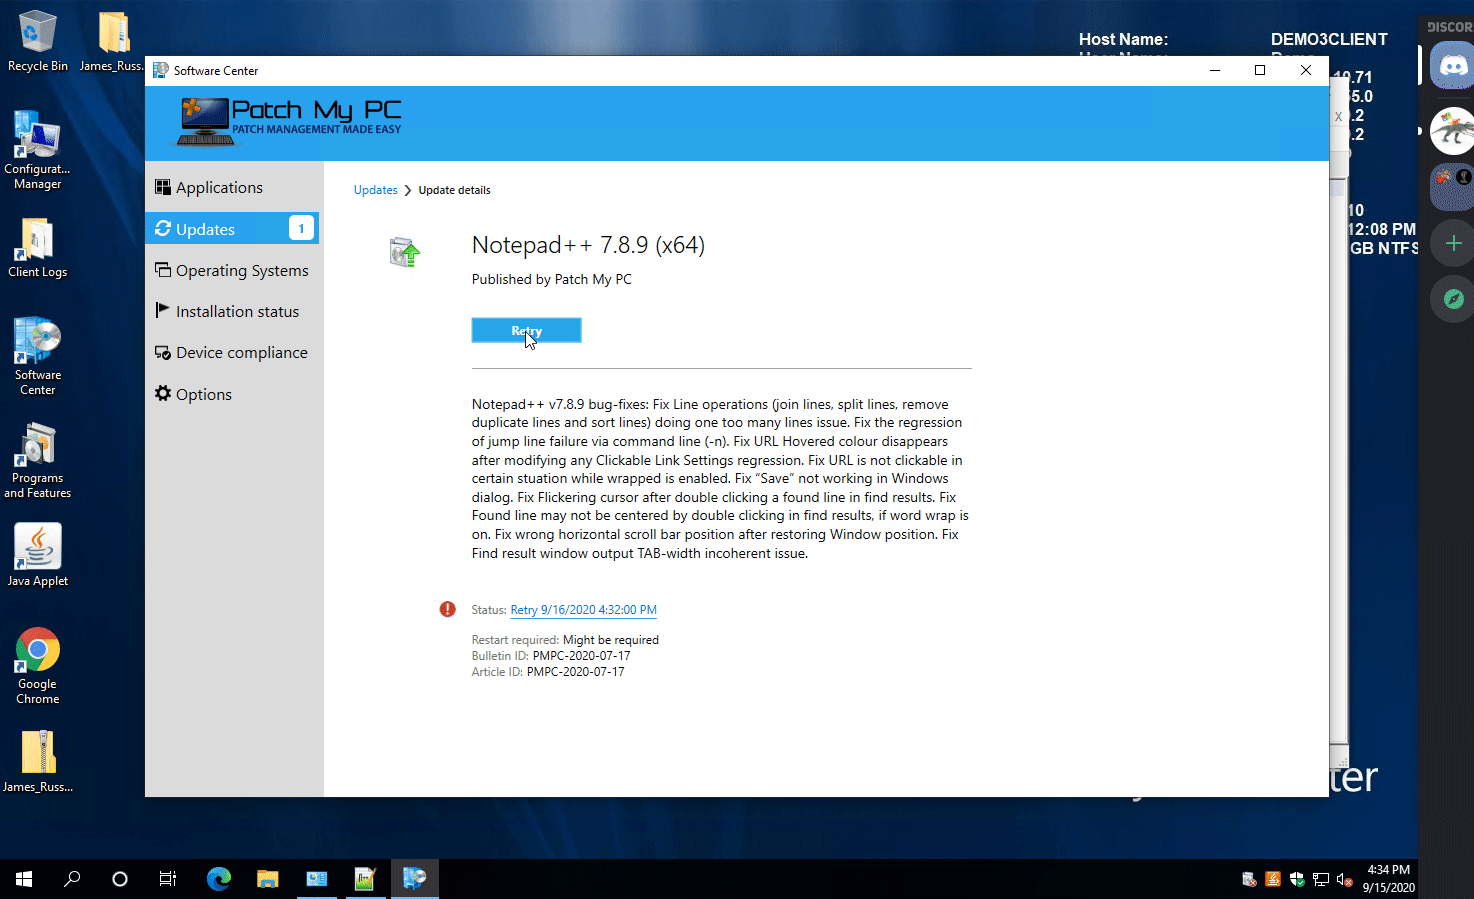 Recycle Bin
James_Russ...
Configurat...
Manager
Client Logs
Software
Center
Programs
and Features
Java Applet
Google
Chrome
James_Russ...
Host Name:
DEMO3CLIENT
DISCOR
Software Center
Patch My PC
PATCH MANAGEMENT MADE EASY
Applications
Updates
1
Operating Systems
Installation status
Device compliance
Options
Updates
Update details
Notepad++ 7.8.9 (x64)
Published by Patch My PC
Retry
Notepad++ v7.8.9 bug-fixes: Fix Line operations (join lines, split lines, remove
duplicate lines and sort lines) doing one too many lines issue. Fix the regression
of jump line failure via command line (-n). Fix URL Hovered colour disappears
after modifying any Clickable Link Settings regression. Fix URL is not clickable in
certain stuation while wrapped is enabled. Fix “Save” not working in Windows
dialog. Fix Flickering cursor after double clicking a found line in find results. Fix
Found line may not be centered by double clicking in find results, if word wrap is
on. Fix wrong horizontal scroll bar position after restoring Window position. Fix
Find result window output TAB-width incoherent issue.
Status: Retry 9/16/2020 4:32:00 PM
Restart required: Might be required
Bulletin ID: PMPC-2020-07-17
Article ID: PMPC-2020-07-17
.71
5.0
.2
.2
10
12:08 PM
GB NTFS
ter
4:34 PM
9/15/2020